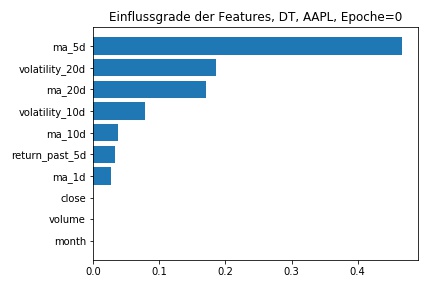 Einflussgrade der Features, DT, AAPL, Epoche=0
ma_5d
volatility_20d
ma_20d
volatility_10d
ma_10d
return_past_5d
ma_1d
close
volume
month
0.0 0.1 0.2 0.3 0.4